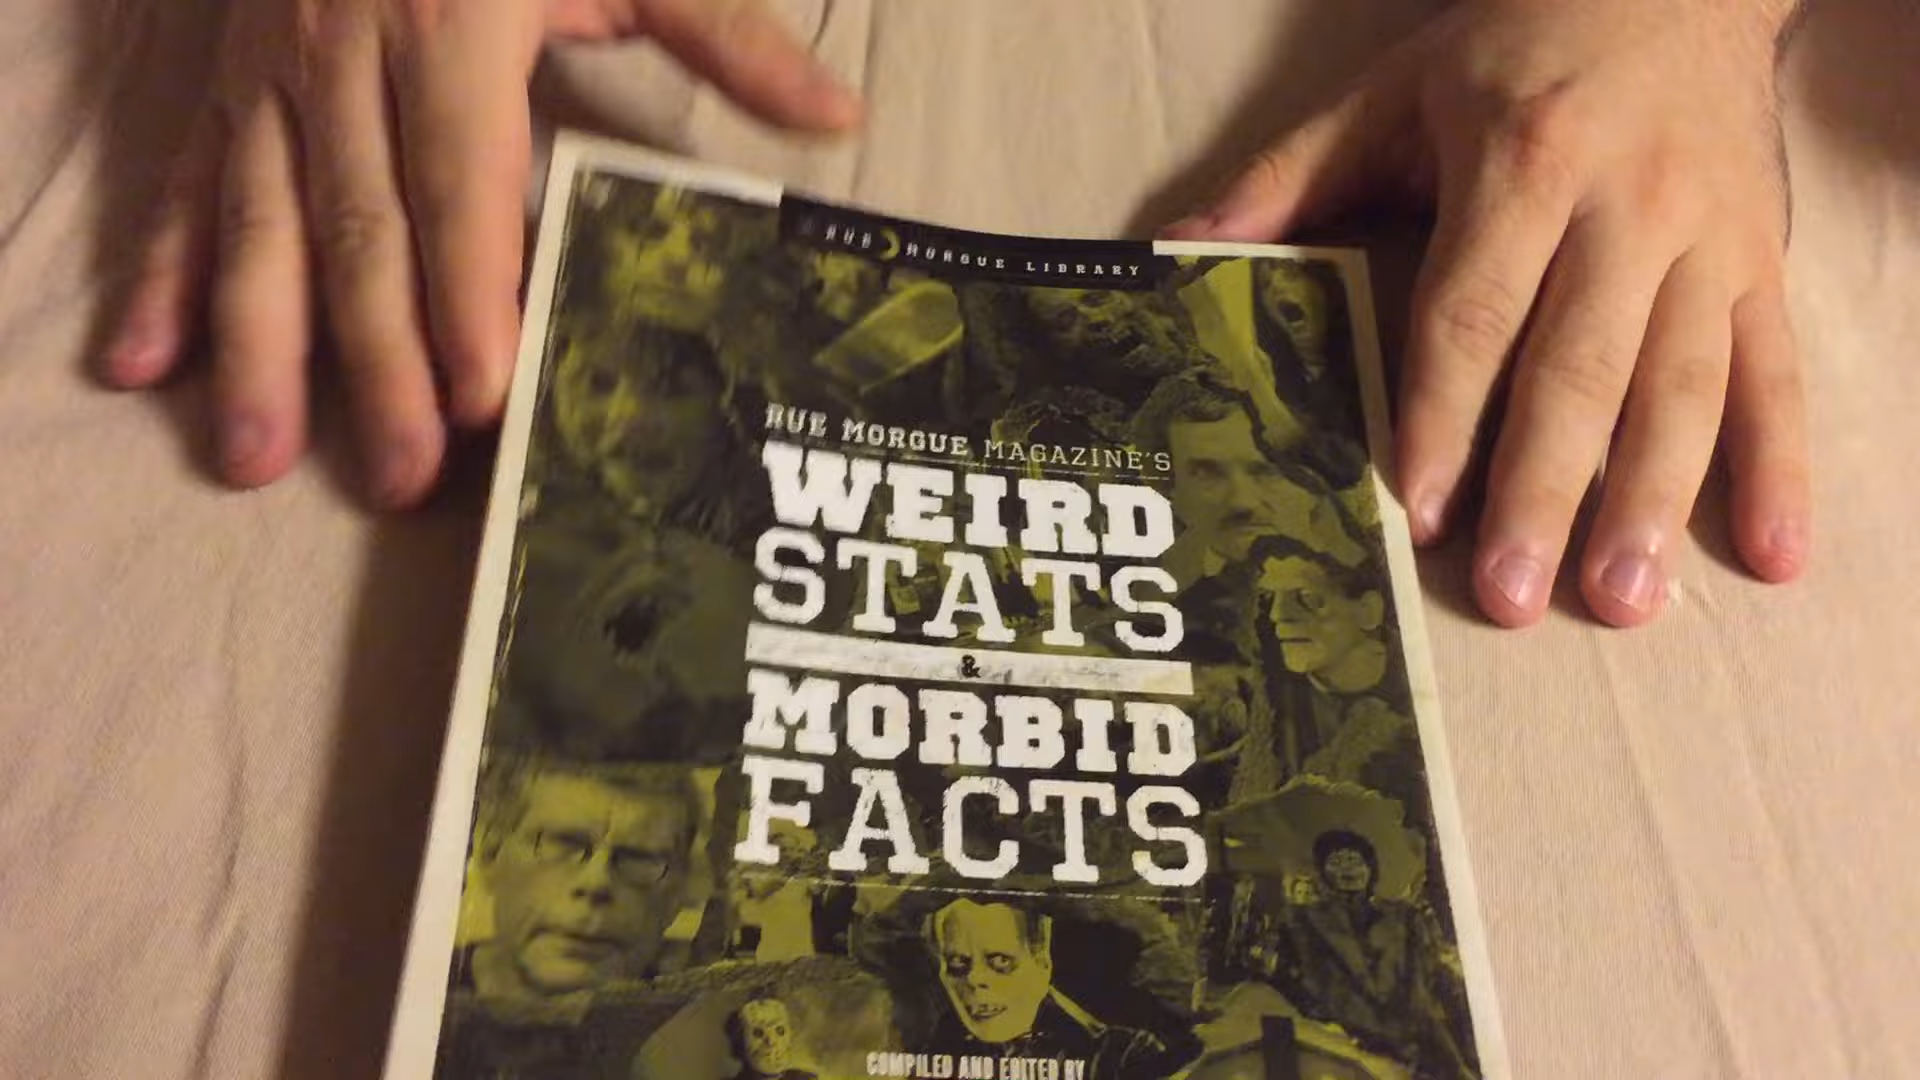 RUE MORGUE LIBRARY
RUE MORGUE MAGAZINE'S
WEIRD
STATS
&
MORBID
FACTS
COMPILED AND EDITED BY